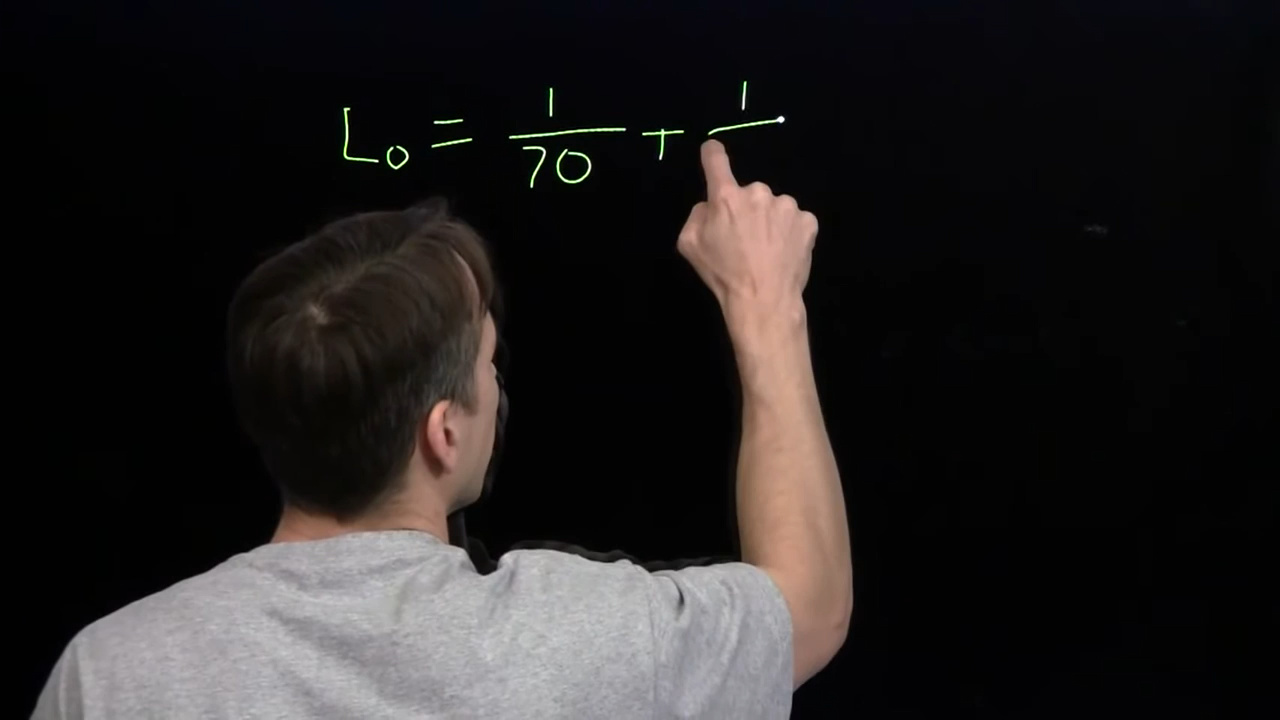 L₀ = 1/70 + 1/